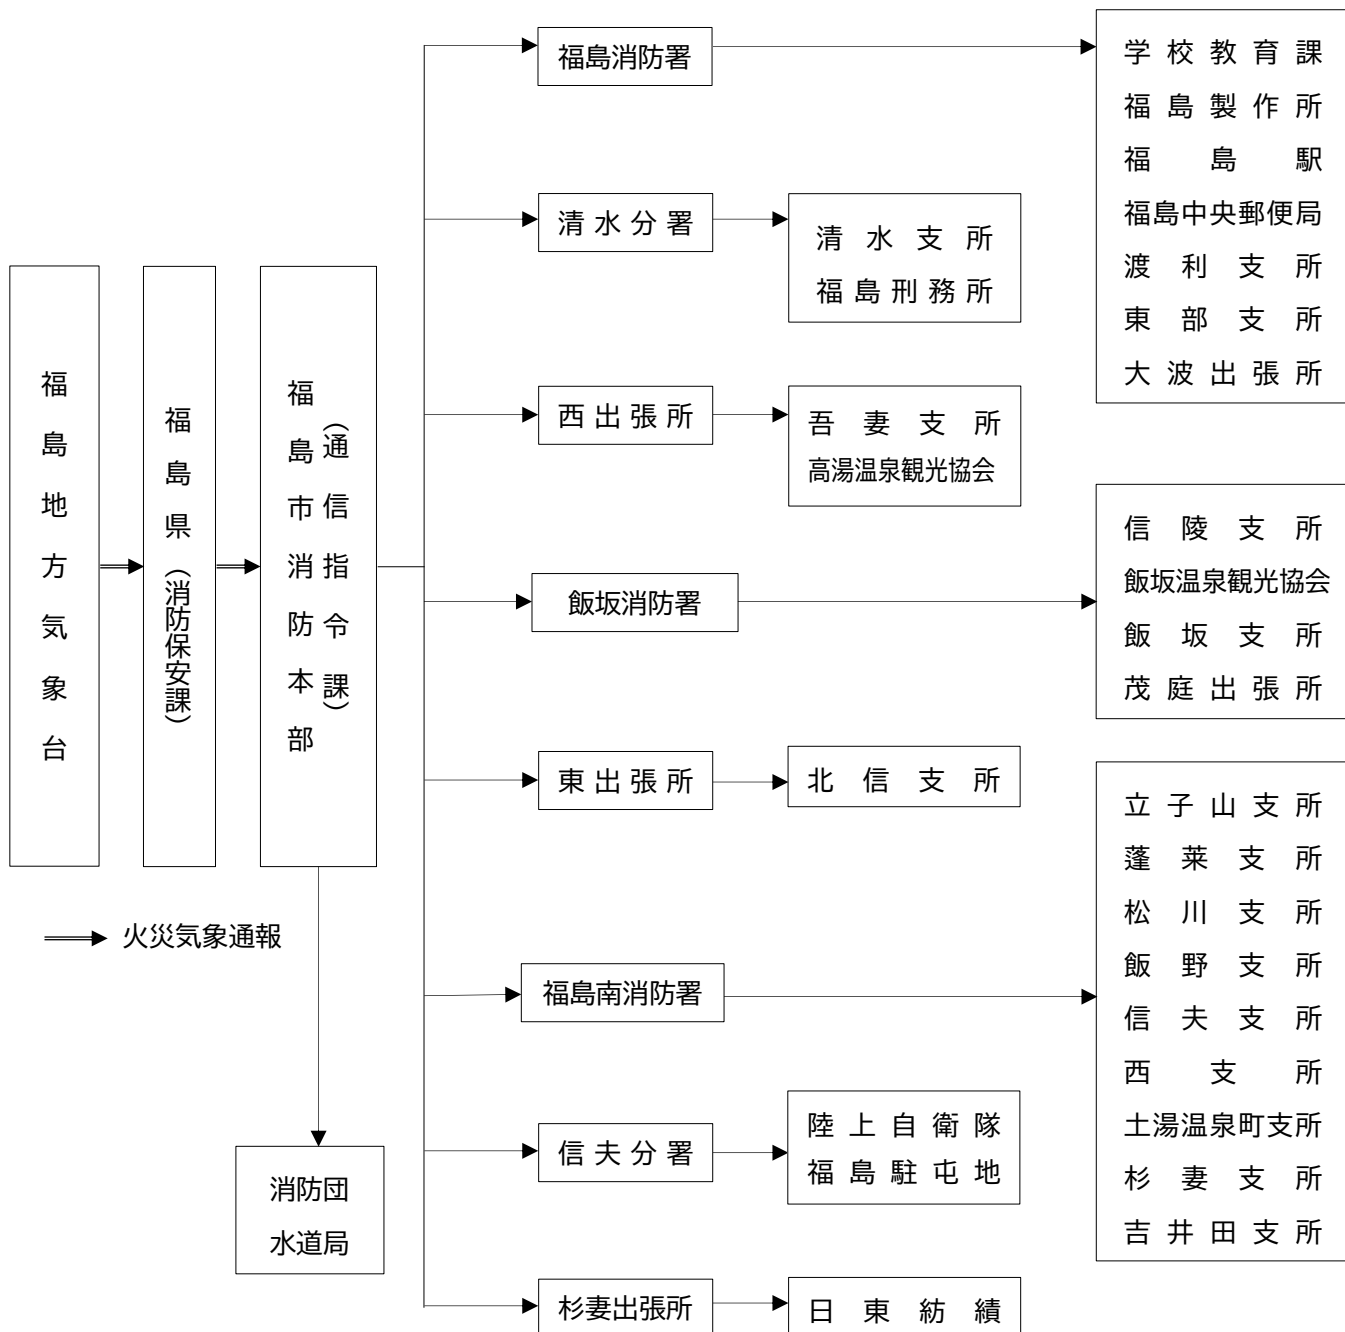 福島地方気象台
福島県（消防保安課）
福島市消防本部
（通信指令課）
火災気象通報
消防団
水道局
福島消防署
学校教育課
福島製作所
福島駅
福島中央郵便局
渡利支所
東部支所
大波出張所
清水分署
清水支所
福島刑務所
西出張所
吾妻支所
高湯温泉観光協会
飯坂消防署
信陵支所
飯坂温泉観光協会
飯坂支所
茂庭出張所
東出張所
北信支所
福島南消防署
立子山支所
蓬莱支所
松川支所
飯野支所
信夫支所
西支所
土湯温泉町支所
杉妻支所
吉井田支所
信夫分署
陸上自衛隊
福島駐屯地
杉妻出張所
日東紡績